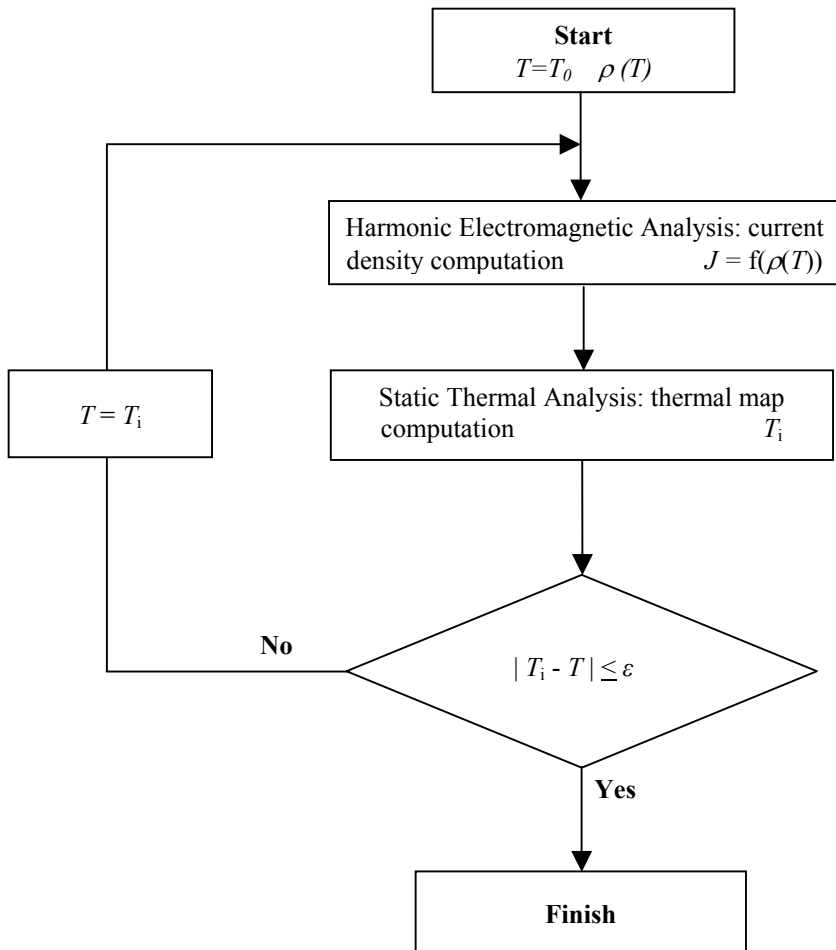 Start
T=T₀ ρ (T)
Harmonic Electromagnetic Analysis: current
density computation J = f(ρ(T))
T = Tᵢ
Static Thermal Analysis: thermal map
computation Tᵢ
No
| Tᵢ - T | ≤ ε
Yes
Finish